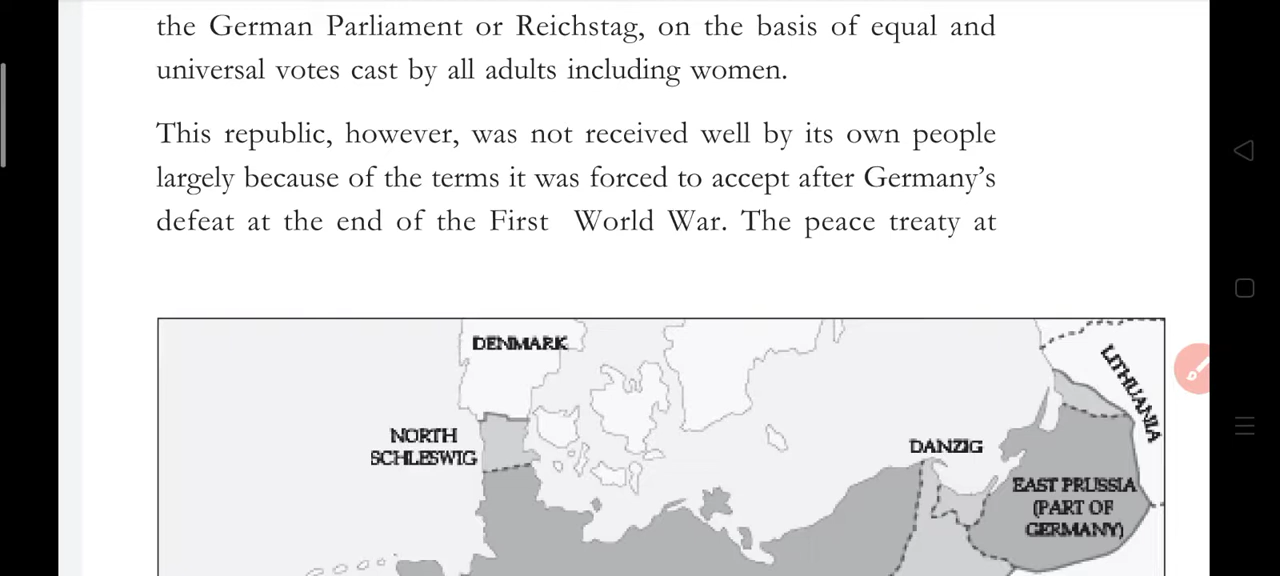 the German Parliament or Reichstag, on the basis of equal and
universal votes cast by all adults including women.
This republic, however, was not received well by its own people
largely because of the terms it was forced to accept after Germany’s
defeat at the end of the First World War. The peace treaty at
DENMARK
LITHUANIA
NORTH
SCHLESWIG
DANZIG
EAST PRUSSIA
(PART OF
GERMANY)